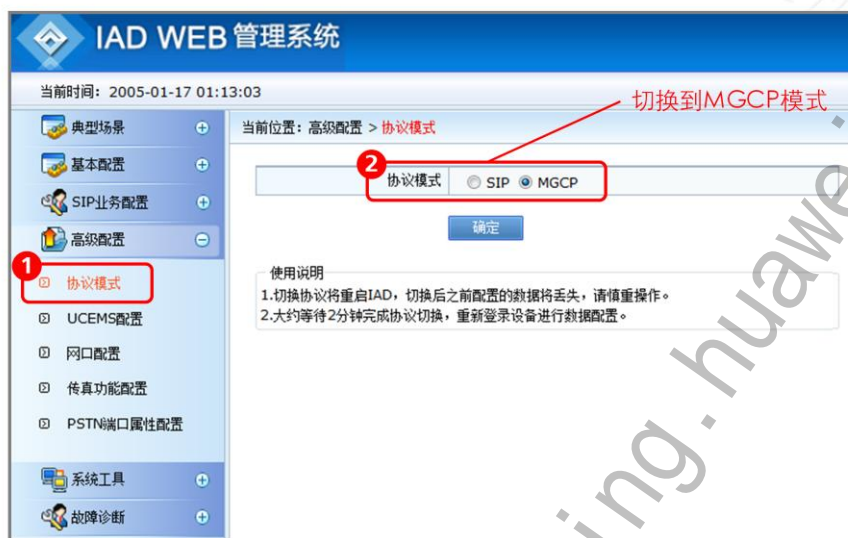 IAD WEB 管理系统
当前时间: 2005-01-17 01:13:03
切换到MGCP模式
典型场景
当前位置: 高级配置 > 协议模式
基本配置
2
协议模式 SIP MGCP
SIP业务配置
高级配置
确定
1
协议模式
使用说明
1.切换协议将重启IAD，切换后之前配置的数据将丢失，请慎重操作。
2.大约等待2分钟完成协议切换，重新登录设备进行数据配置。
UCEMS配置
网口配置
传真功能配置
PSTN端口属性配置
系统工具
故障诊断
ing.huawe